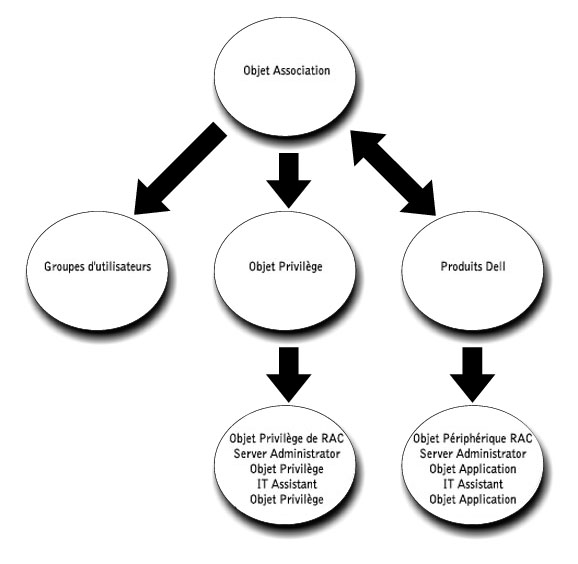 Objet Association
Groupes d'utilisateurs
Objet Privilège
Produits Dell
Objet Privilège de RAC
Server Administrator
Objet Privilège
IT Assistant
Objet Privilège
Objet Périphérique RAC
Server Administrator
Objet Application
IT Assistant
Objet Application